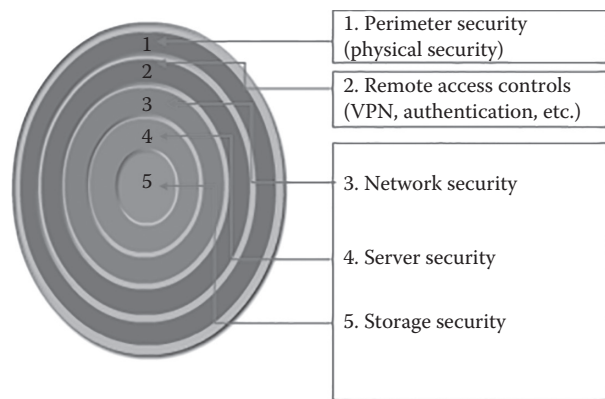 1
2
3
4
5
1. Perimeter security
(physical security)
2. Remote access controls
(VPN, authentication, etc.)
3. Network security
4. Server security
5. Storage security